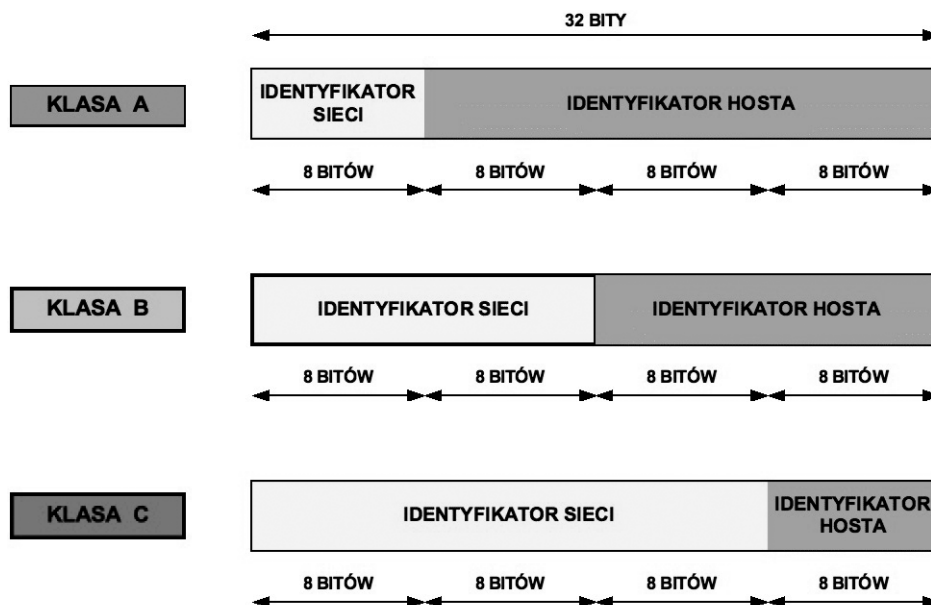 32 BITY
KLASA A
IDENTYFIKATOR
SIECI
IDENTYFIKATOR HOSTA
8 BITÓW 8 BITÓW 8 BITÓW 8 BITÓW
KLASA B
IDENTYFIKATOR SIECI
IDENTYFIKATOR HOSTA
8 BITÓW 8 BITÓW 8 BITÓW 8 BITÓW
KLASA C
IDENTYFIKATOR SIECI
IDENTYFIKATOR
HOSTA
8 BITÓW 8 BITÓW 8 BITÓW 8 BITÓW